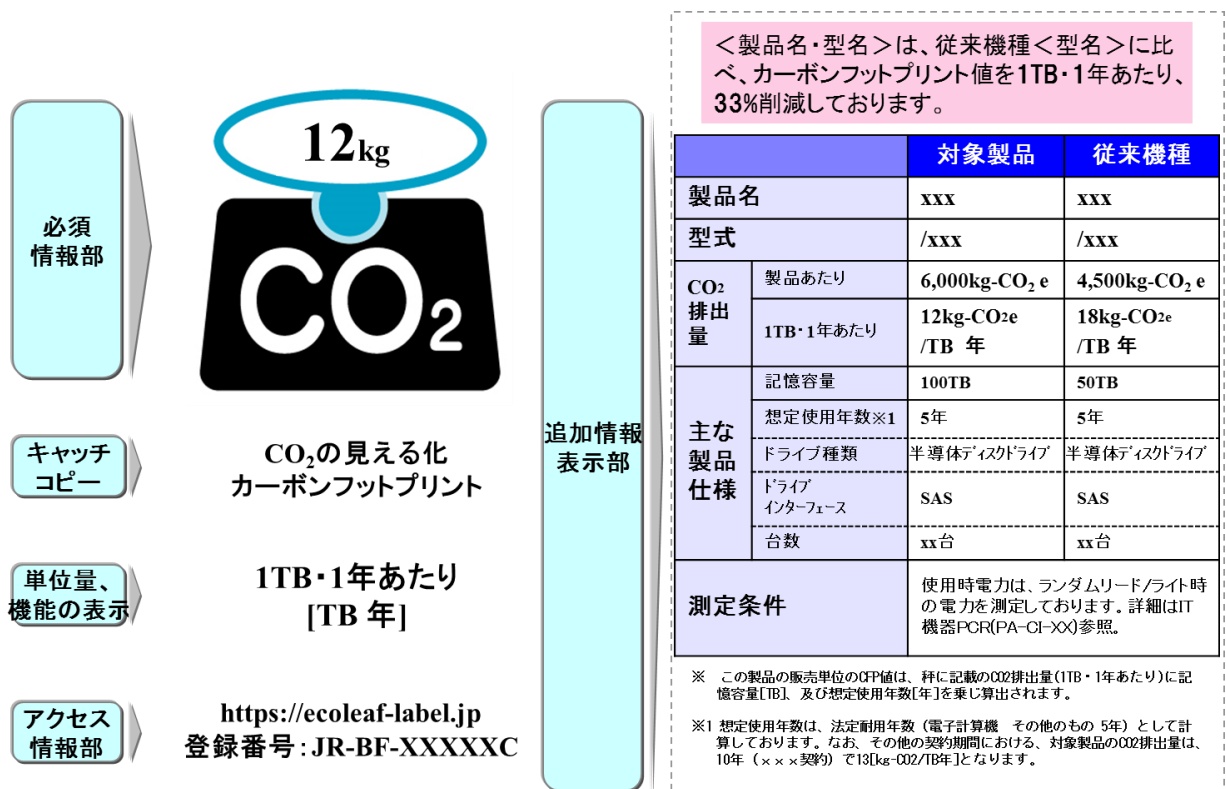 必須
情報部
12kg
CO2
キャッチ
コピー
CO₂の見える化
カーボンフットプリント
単位量、
機能の表示
1TB・1年あたり
[TB 年]
アクセス
情報部
https://ecoleaf-label.jp
登録番号:JR-BF-XXXXXC
追加情報
表示部
<製品名・型名>は、従来機種<型名>に比
べ、カーボンフットプリント値を1TB・1年あたり、
33%削減しております。
対象製品 従来機種
製品名 xxx xxx
型式 /xxx /xxx
CO2
排出
量
製品あたり 6,000kg-CO₂ e 4,500kg-CO₂ e
1TB・1年あたり
12kg-CO2e
/TB 年
18kg-CO2e
/TB 年
主な
製品
仕様
記憶容量 100TB 50TB
想定使用年数※1 5年 5年
ドライブ種類 半導体ディスクドライブ 半導体ディスクドライブ
ドライブ
インターフェース
SAS SAS
台数 xx台 xx台
測定条件
使用時電力は、ランダムリード/ライト時
の電力を測定しております。詳細はIT
機器PCR(PA-CI-XX)参照。
※ この製品の販売単位のCFP値は、秤に記載のCO2排出量(1TB・1年あたり)に記
憶容量[TB]、及び想定使用年数[年]を乗じ算出されます。
※1 想定使用年数は、法定耐用年数(電子計算機 その他のもの 5年)として計
算しております。なお、その他の契約期間における、対象製品のCO2排出量は、
10年(×××契約)で13[kg-CO2/TB年]となります。